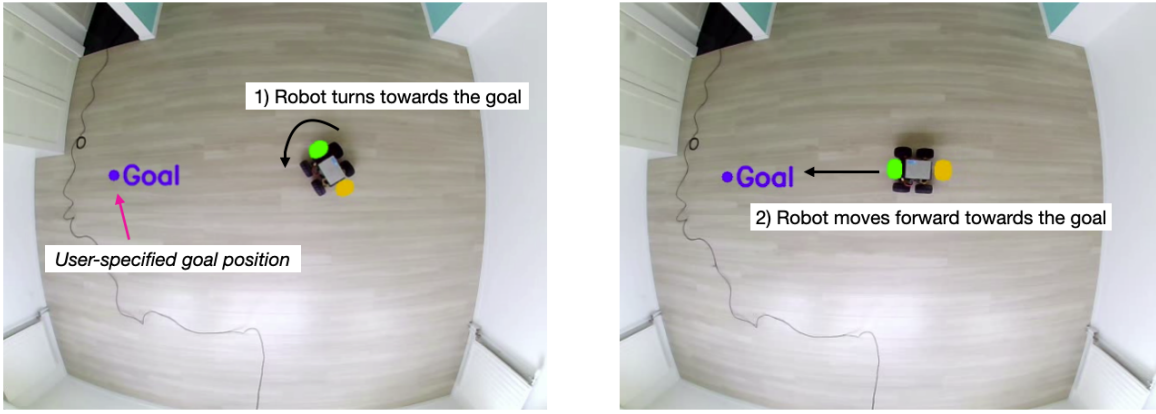 1) Robot turns towards the goal
Goal
User-specified goal position
Goal
2) Robot moves forward towards the goal